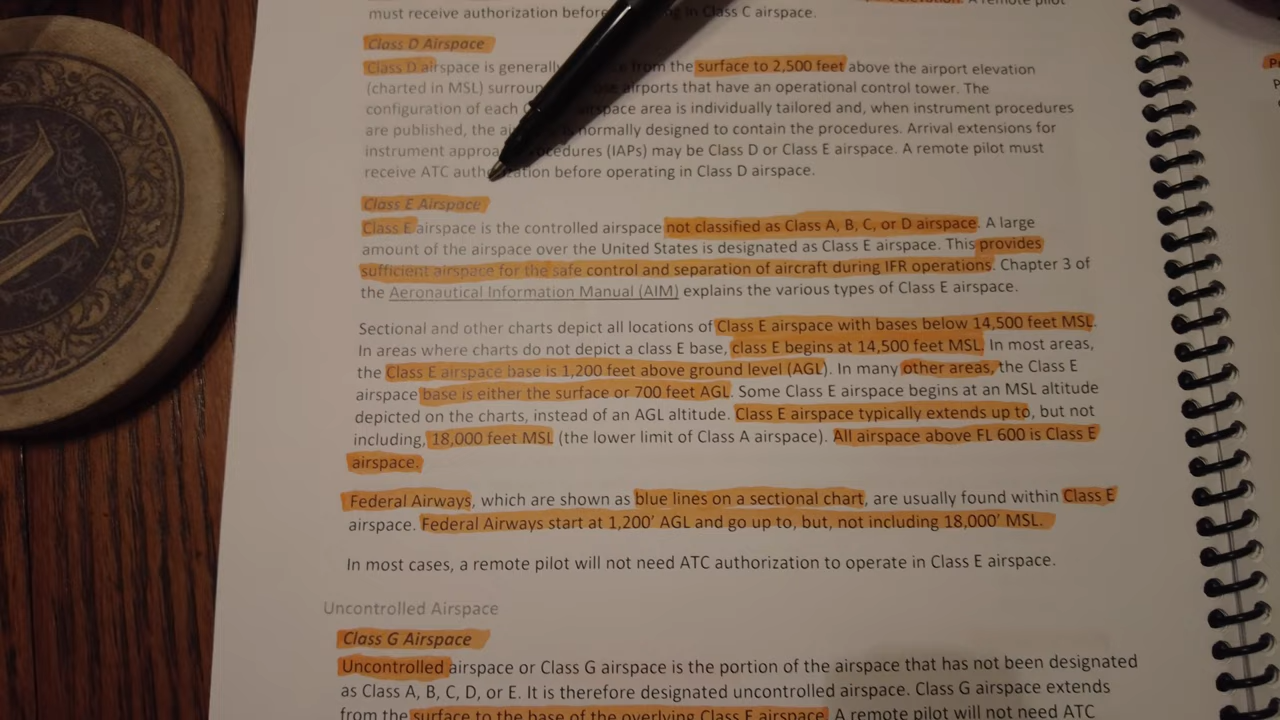 must receive authorization before in Class C airspace.
Class D Airspace
Class D airspace is generally from the surface to 2,500 feet above the airport elevation
(charted in MSL) airports that have an operational control tower. The
configuration of each area is individually tailored and, when instrument procedures
are published, the normally designed to contain the procedures. Arrival extensions for
instrument (IAPs) may be Class D or Class E airspace. A remote pilot must
receive ATC authorization before operating in Class D airspace.
Class E Airspace
Class E airspace is the controlled airspace not classified as Class A, B, C, or D airspace. A large
amount of the airspace over the United States is designated as Class E airspace. This provides
sufficient airspace for the safe control and separation of aircraft during IFR operations. Chapter 3 of
the Aeronautical Information Manual (AIM) explains the various types of Class E airspace.
Sectional and other charts depict all locations of Class E airspace with bases below 14,500 feet MSL.
In areas where charts do not depict a class E base, class E begins at 14,500 feet MSL. In most areas,
the Class E airspace base is 1,200 feet above ground level (AGL). In many other areas, the Class E
airspace base is either the surface or 700 feet AGL. Some Class E airspace begins at an MSL altitude
depicted on the charts, instead of an AGL altitude. Class E airspace typically extends up to, but not
including, 18,000 feet MSL (the lower limit of Class A airspace). All airspace above FL 600 is Class E
airspace.
Federal Airways, which are shown as blue lines on a sectional chart, are usually found within Class E
airspace. Federal Airways start at 1,200' AGL and go up to, but, not including 18,000' MSL.
In most cases, a remote pilot will not need ATC authorization to operate in Class E airspace.
Uncontrolled Airspace
Class G Airspace
Uncontrolled airspace or Class G airspace is the portion of the airspace that has not been designated
as Class A, B, C, D, or E. It is therefore designated uncontrolled airspace. Class G airspace extends
from the surface to the base of the overlying Class E airspace. A remote pilot will not need ATC